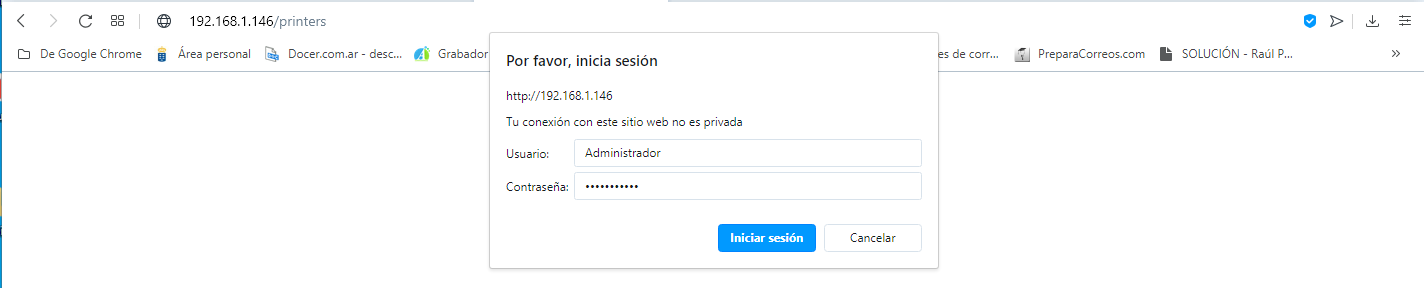 192.168.1.146/printers
De Google Chrome
Área personal
Docer.com.ar - desc...
Grabador
es de corr...
PreparaCorreos.com
SOLUCIÓN - Raúl P...
»
Por favor, inicia sesión
http://192.168.1.146
Tu conexión con este sitio web no es privada
Usuario: Administrador
Contraseña: •••••••••••
Iniciar sesión Cancelar